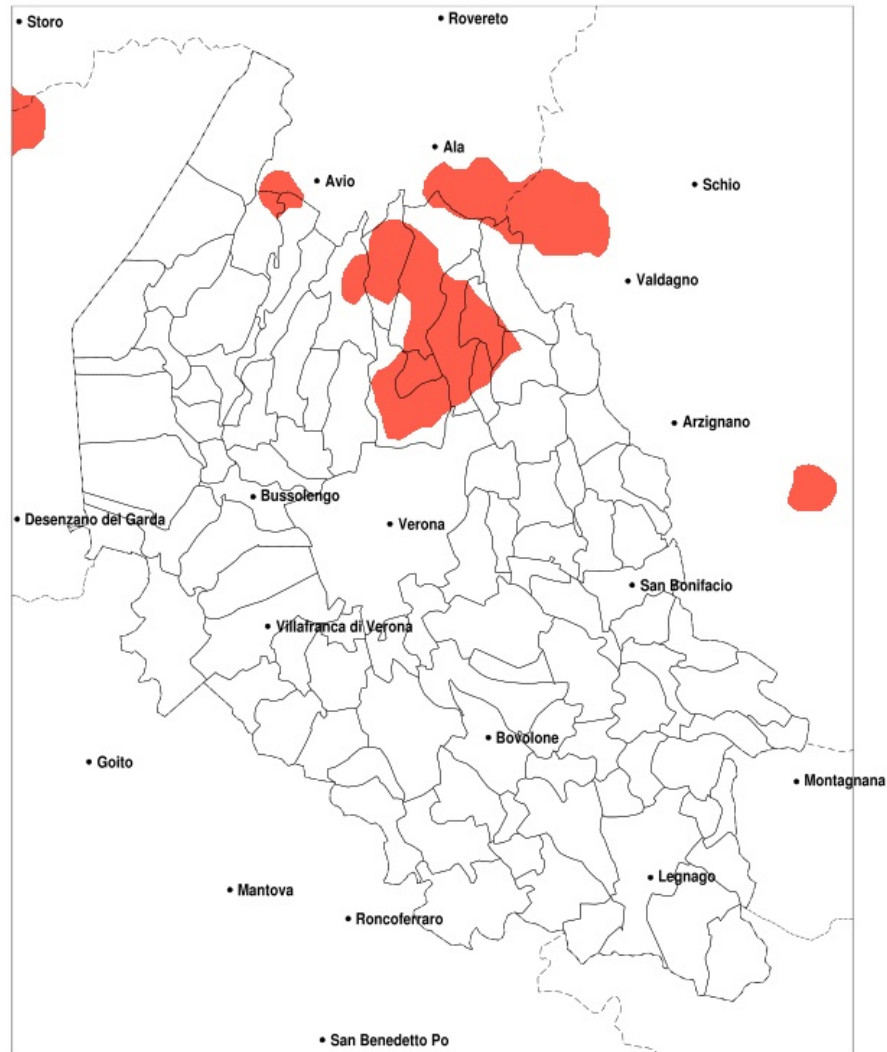 Storo
Rovereto
Ala
Avio
Schio
Valdagno
Arzignano
Bussolengo
Desenzano del Garda
Verona
San Bonifacio
Villafranca di Verona
Bovolone
Goito
Montagnana
Legnago
Mantova
Roncoferraro
San Benedetto Po